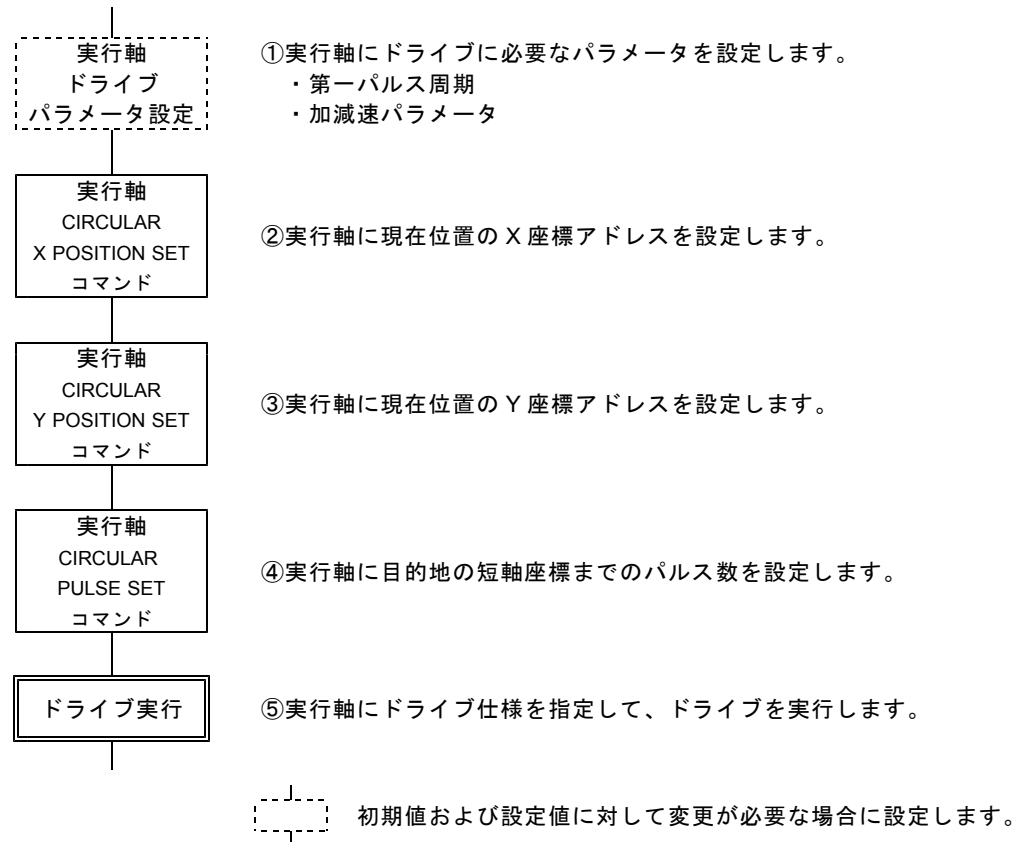 実行軸
ドライブ
パラメータ設定
①実行軸にドライブに必要なパラメータを設定します。
・第一パルス周期
・加減速パラメータ
実行軸
CIRCULAR
X POSITION SET
コマンド
②実行軸に現在位置の X 座標アドレスを設定します。
実行軸
CIRCULAR
Y POSITION SET
コマンド
③実行軸に現在位置の Y 座標アドレスを設定します。
実行軸
CIRCULAR
PULSE SET
コマンド
④実行軸に目的地の短軸座標までのパルス数を設定します。
ドライブ実行
⑤実行軸にドライブ仕様を指定して、ドライブを実行します。
初期値および設定値に対して変更が必要な場合に設定します。